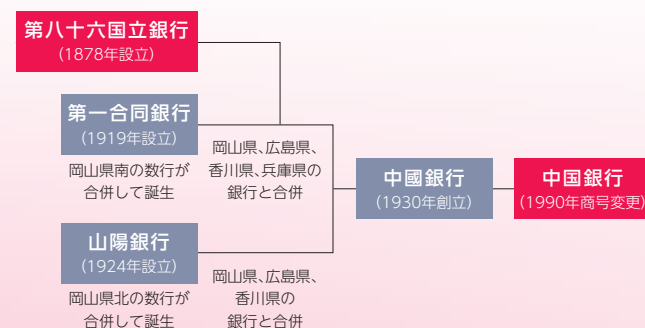 第八十六国立銀行
(1878年設立)
第一合同銀行
(1919年設立)
岡山県南の数行が
合併して誕生
岡山県、広島県、
香川県、兵庫県の
銀行と合併
山陽銀行
(1924年設立)
岡山県北の数行が
合併して誕生
岡山県、広島県、
香川県の
銀行と合併
中國銀行
(1930年創立)
中国銀行
(1990年商号変更)